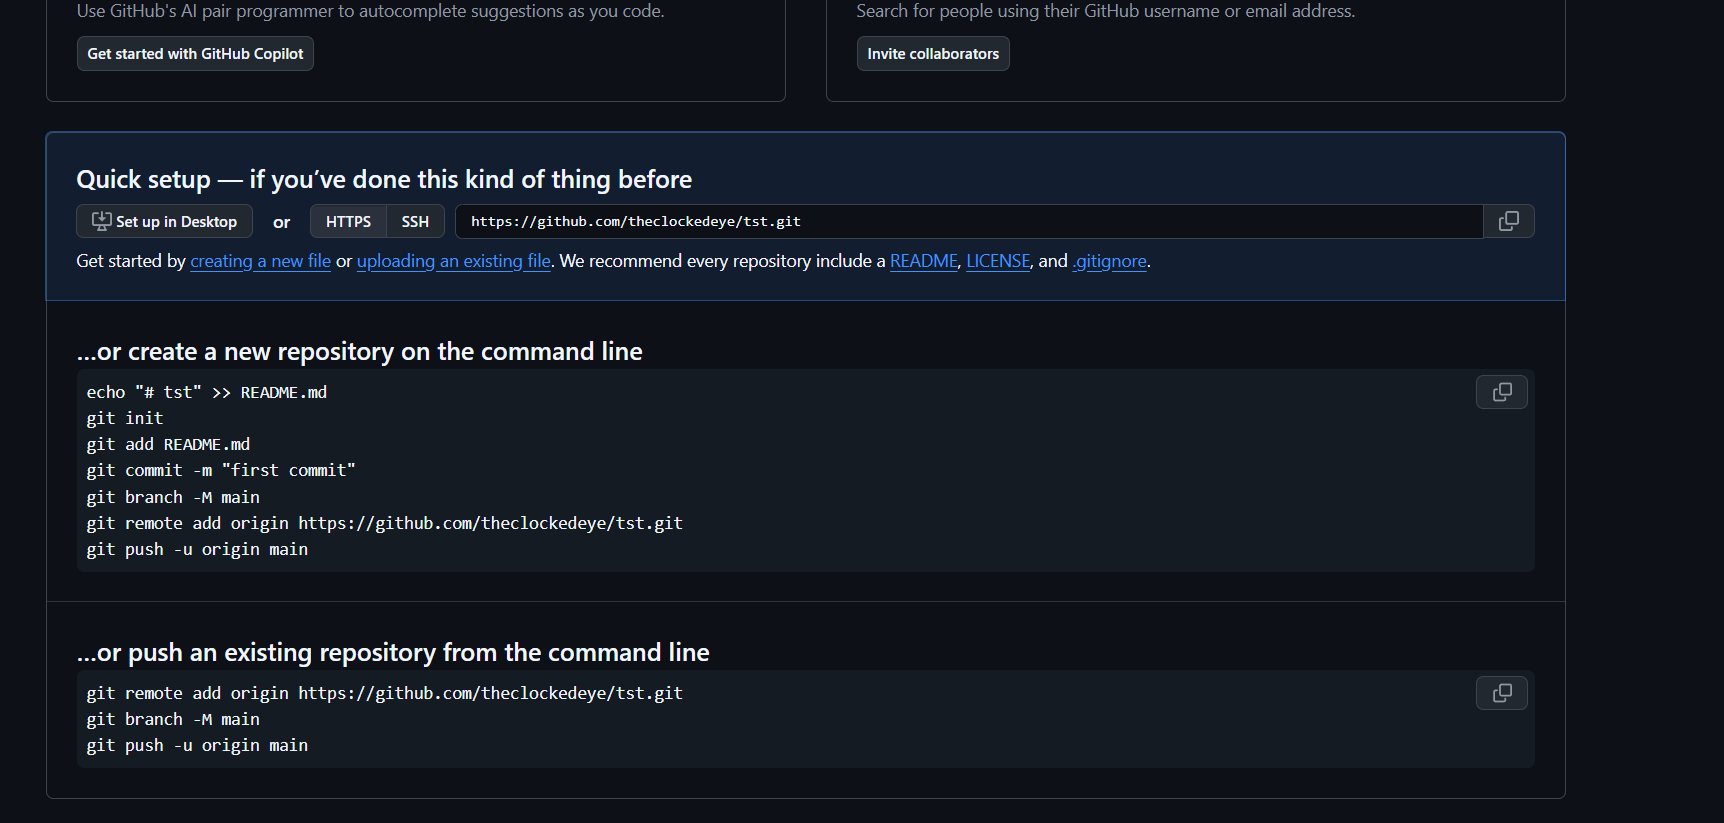 Use GitHub's AI pair programmer to autocomplete suggestions as you code.
Get started with GitHub Copilot
Search for people using their GitHub username or email address.
Invite collaborators
Quick setup — if you’ve done this kind of thing before
Set up in Desktop or HTTPS SSH https://github.com/theclockedeye/tst.git
Get started by creating a new file or uploading an existing file. We recommend every repository include a README, LICENSE, and .gitignore.
...or create a new repository on the command line
echo "# tst" >> README.md
git init
git add README.md
git commit -m "first commit"
git branch -M main
git remote add origin https://github.com/theclockedeye/tst.git
git push -u origin main
...or push an existing repository from the command line
git remote add origin https://github.com/theclockedeye/tst.git
git branch -M main
git push -u origin main